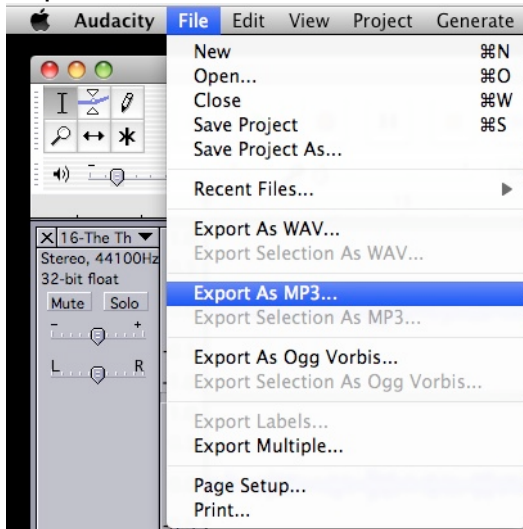 Audacity File Edit View Project Generate
New ⌘N
Open... ⌘O
Close ⌘W
Save Project ⌘S
Save Project As...
Recent Files...
Export As WAV...
Export Selection As WAV...
Export As MP3...
Export Selection As MP3...
Export As Ogg Vorbis...
Export Selection As Ogg Vorbis...
Export Labels...
Export Multiple...
Page Setup...
Print...
X 16-The Th
Stereo, 44100Hz
32-bit float
Mute Solo
- +
L R